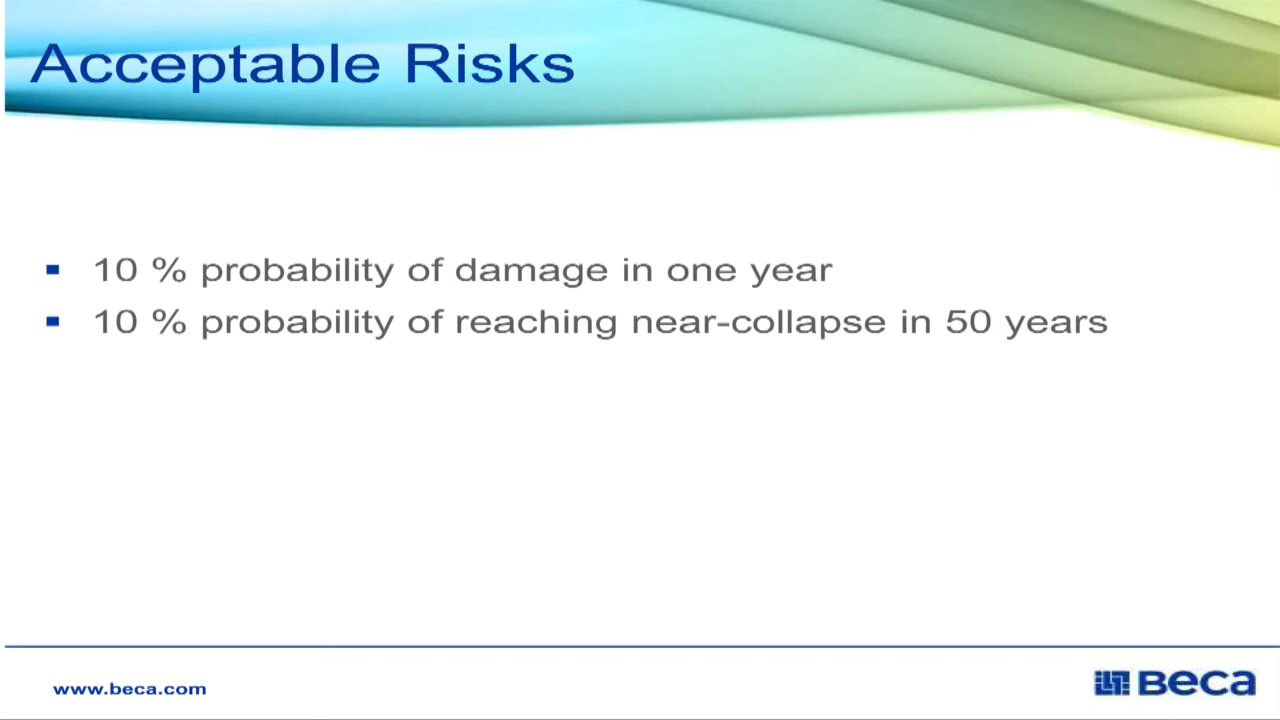 Acceptable Risks
10 % probability of damage in one year
10 % probability of reaching near-collapse in 50 years
www.beca.com
Beca